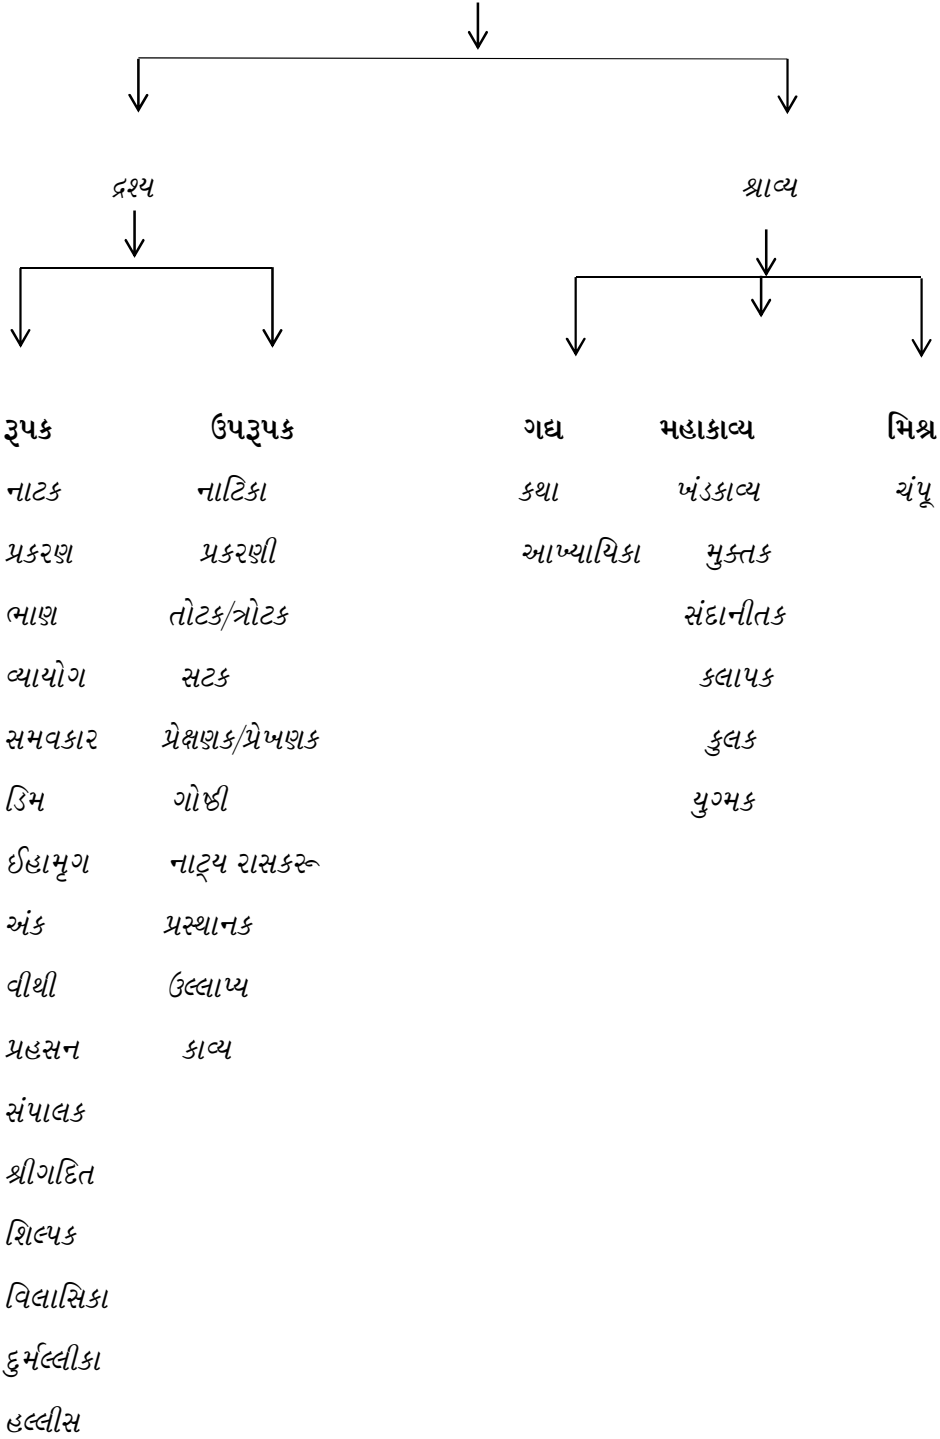 દ્રશ્ય શ્રાવ્ય
રૂપક ઉપરૂપક ગદ્ય મહાકાવ્ય મિશ્ર
નાટક નાટિકા કથા ખંડકાવ્ય ચંપૂ
પ્રકરણ પ્રકરણી આખ્યાયિકા મુક્તક
ભાણ તોટક/ત્રોટક સંદાનીતક
વ્યાયોગ સટક કલાપક
સમવકાર પ્રેક્ષણક/પ્રેખણક કુલક
ડિમ ગોષ્ઠી યુગ્મક
ઈહામૃગ નાટ્ય રાસકરૂ
અંક પ્રસ્થાનક
વીથી ઉલ્લાપ્ય
પ્રહસન કાવ્ય
સંપાલક
શ્રીગદિત
શિલ્પક
વિલાસિકા
દુર્મલ્લીકા
હલ્લીસ